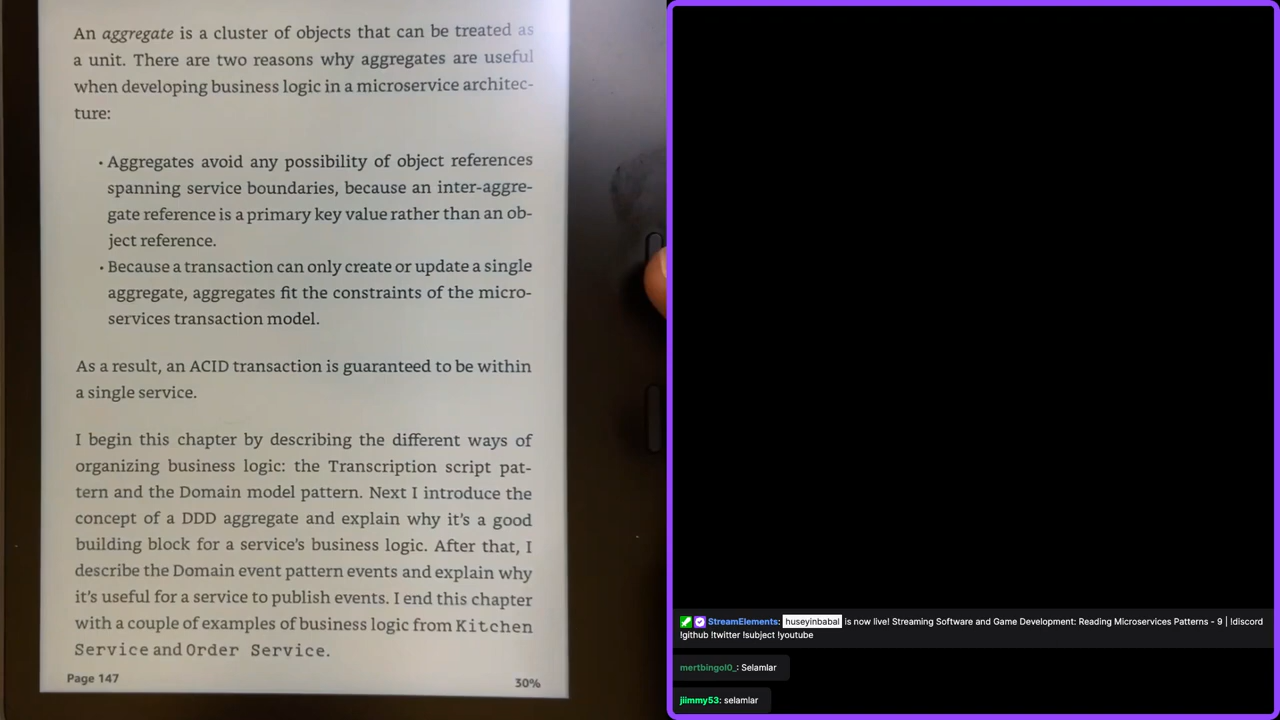 An aggregate is a cluster of objects that can be treated as
a unit. There are two reasons why aggregates are useful
when developing business logic in a microservice architec-
ture:
• Aggregates avoid any possibility of object references
spanning service boundaries, because an inter-aggre-
gate reference is a primary key value rather than an ob-
ject reference.
• Because a transaction can only create or update a single
aggregate, aggregates fit the constraints of the micro-
services transaction model.
As a result, an ACID transaction is guaranteed to be within
a single service.
I begin this chapter by describing the different ways of
organizing business logic: the Transcription script pat-
tern and the Domain model pattern. Next I introduce the
concept of a DDD aggregate and explain why it's a good
building block for a service's business logic. After that, I
describe the Domain event pattern events and explain why
it's useful for a service to publish events. I end this chapter
with a couple of examples of business logic from Kitchen
Service and Order Service.
Page 147
30%
StreamElements: huseyinbabal is now live! Streaming Software and Game Development: Reading Microservices Patterns - 9 | !discord
!github !twitter !subject !youtube
mertbingol0_: Selamlar
jiimmy53: selamlar